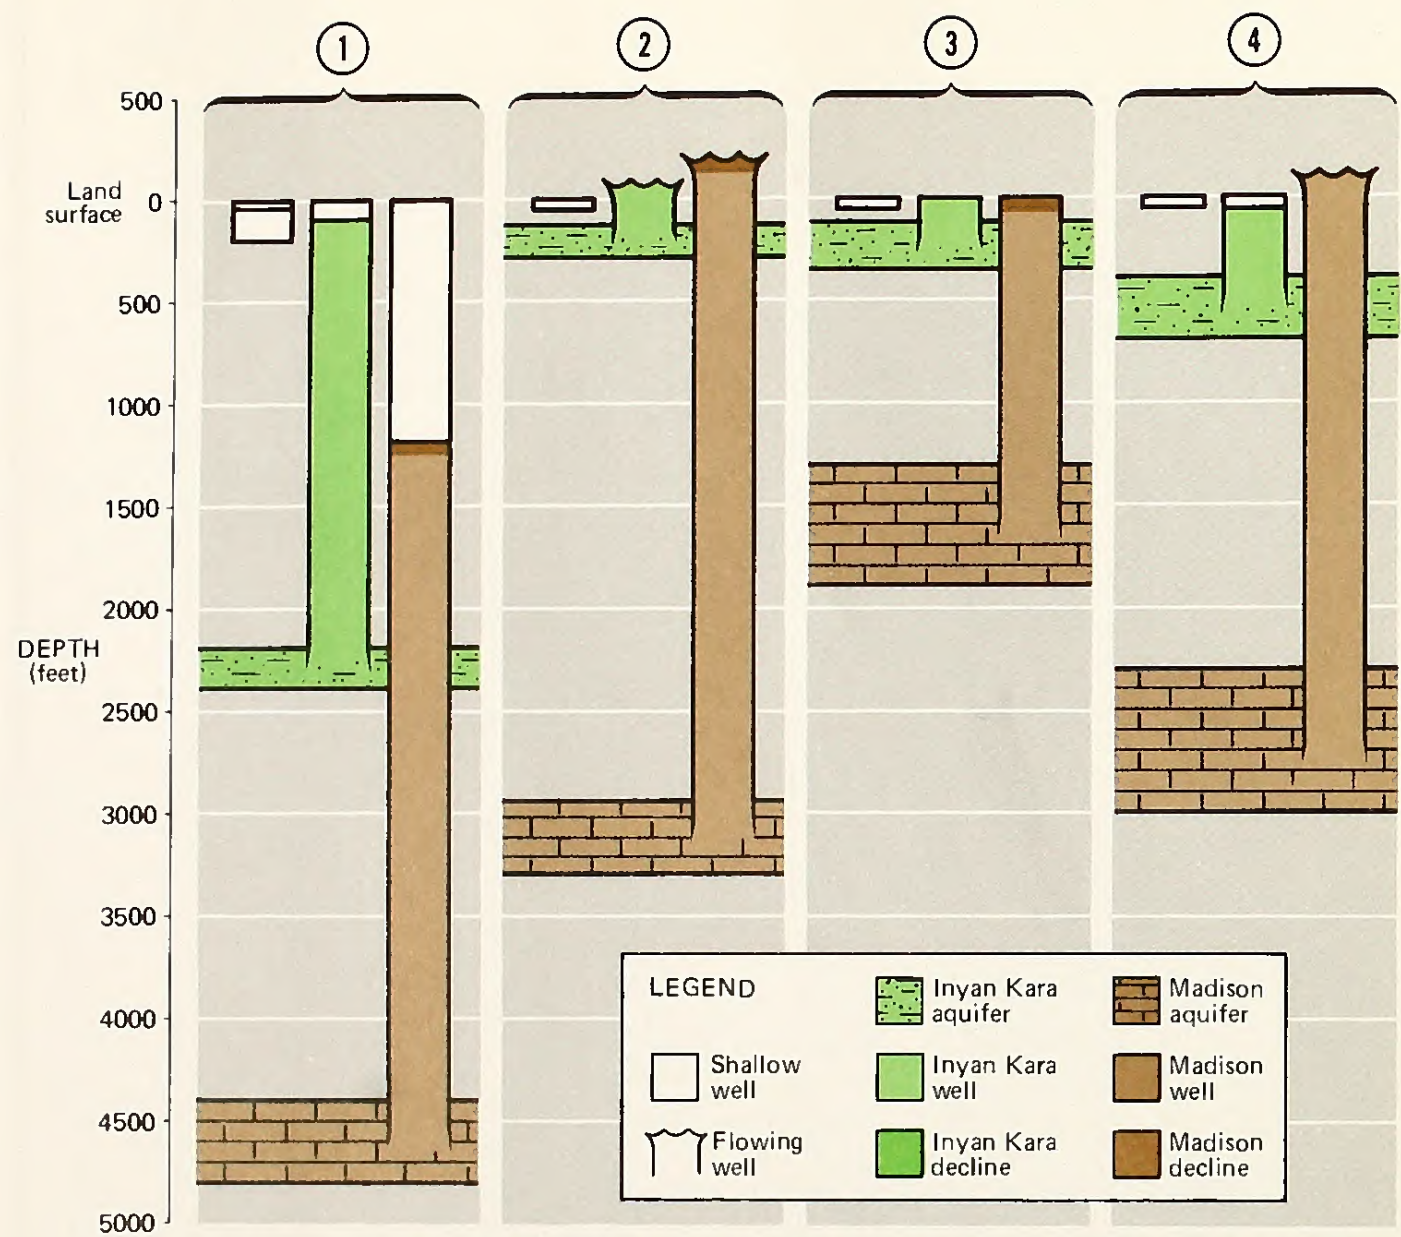 1
2
3
4
500
Land
surface
0
500
1000
1500
2000
DEPTH
(feet)
2500
3000
3500
4000
4500
5000
LEGEND
Shallow
well
Flowing
well
Inyan Kara
aquifer
Inyan Kara
well
Inyan Kara
decline
Madison
aquifer
Madison
well
Madison
decline